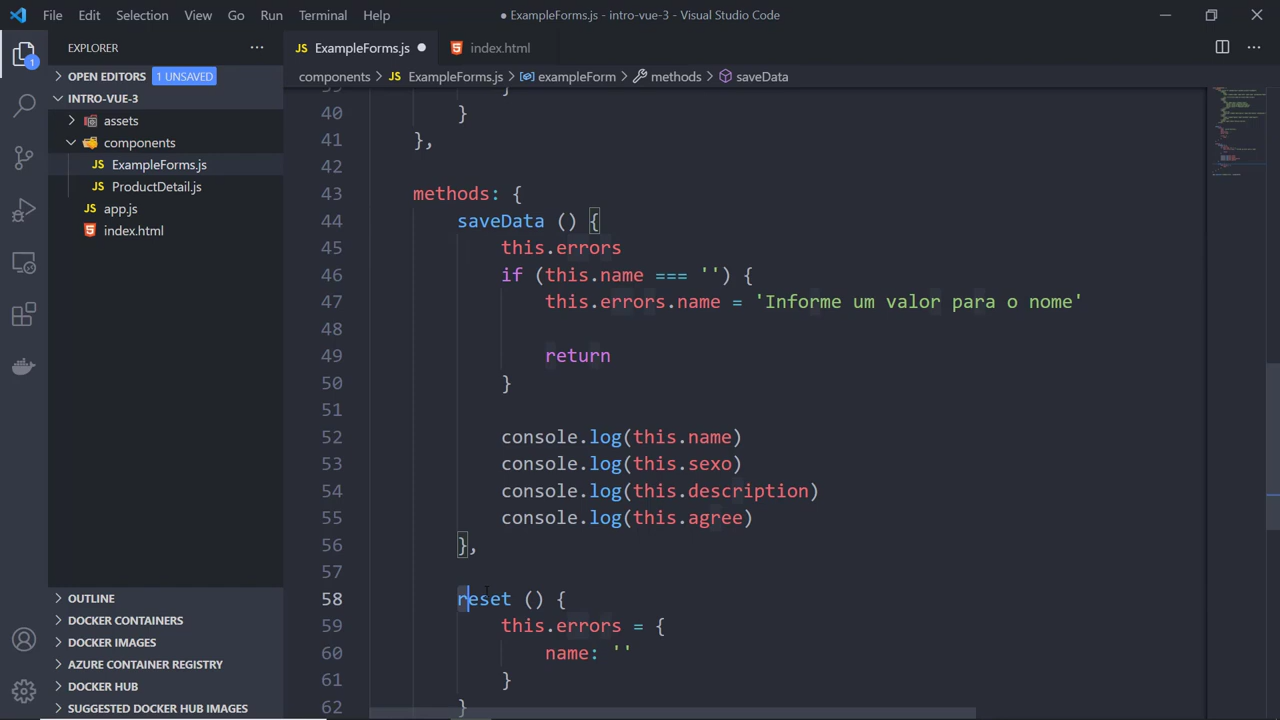 File Edit Selection View Go Run Terminal Help
● ExampleForms.js - intro-vue-3 - Visual Studio Code
EXPLORER
JS ExampleForms.js
index.html
OPEN EDITORS 1 UNSAVED
components > JS ExampleForms.js > exampleForm > methods > saveData
INTRO-VUE-3
assets
components
JS ExampleForms.js
JS ProductDetail.js
JS app.js
index.html
OUTLINE
DOCKER CONTAINERS
DOCKER IMAGES
AZURE CONTAINER REGISTRY
DOCKER HUB
SUGGESTED DOCKER HUB IMAGES
1
39 }
40 }
41 },
42
43 methods: {
44 saveData () {
45 this.errors
46 if (this.name === '') {
47 this.errors.name = 'Informe um valor para o nome'
48
49 return
50 }
51
52 console.log(this.name)
53 console.log(this.sexo)
54 console.log(this.description)
55 console.log(this.agree)
56 },
57
58 reset () {
59 this.errors = {
60 name: ''
61 }
62 }